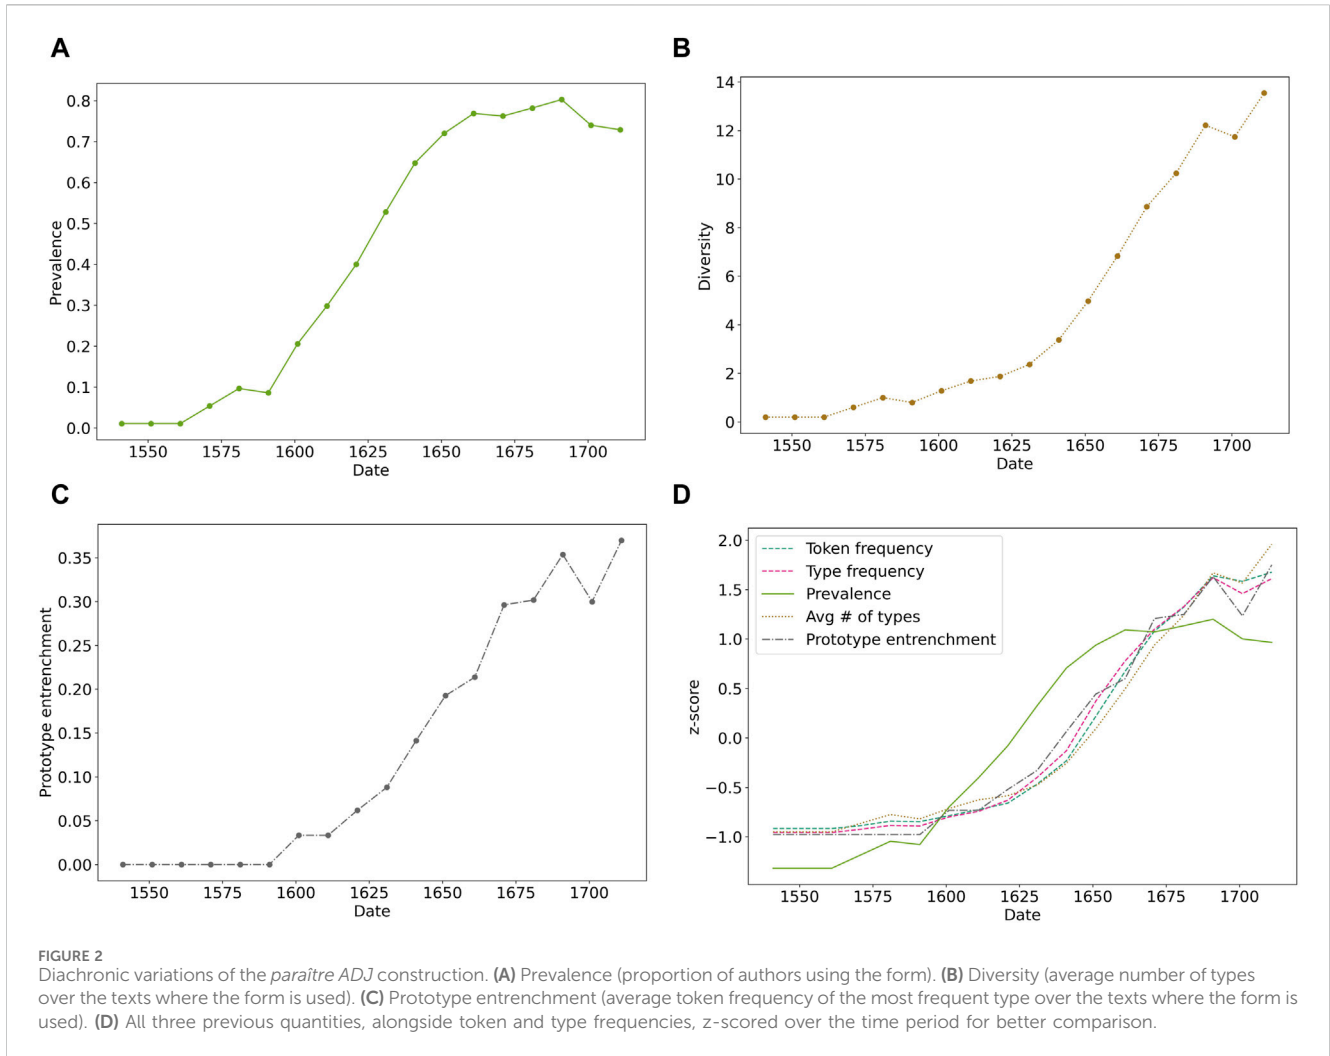 A
0.8
0.7
0.6
0.5
0.4
0.3
0.2
0.1
0.0
Prevalence
1550 1575 1600 1625 1650 1675 1700
Date
B
14
12
10
8
6
4
2
0
Diversity
1550 1575 1600 1625 1650 1675 1700
Date
C
0.35
0.30
0.25
0.20
0.15
0.10
0.05
0.00
Prototype entrenchment
1550 1575 1600 1625 1650 1675 1700
Date
D
2.0
1.5
1.0
0.5
0.0
−0.5
−1.0
z-score
Token frequency
Type frequency
Prevalence
Avg # of types
Prototype entrenchment
1550 1575 1600 1625 1650 1675 1700
Date
FIGURE 2
Diachronic variations of the paraître ADJ construction. (A) Prevalence (proportion of authors using the form). (B) Diversity (average number of types
over the texts where the form is used). (C) Prototype entrenchment (average token frequency of the most frequent type over the texts where the form is
used). (D) All three previous quantities, alongside token and type frequencies, z-scored over the time period for better comparison.